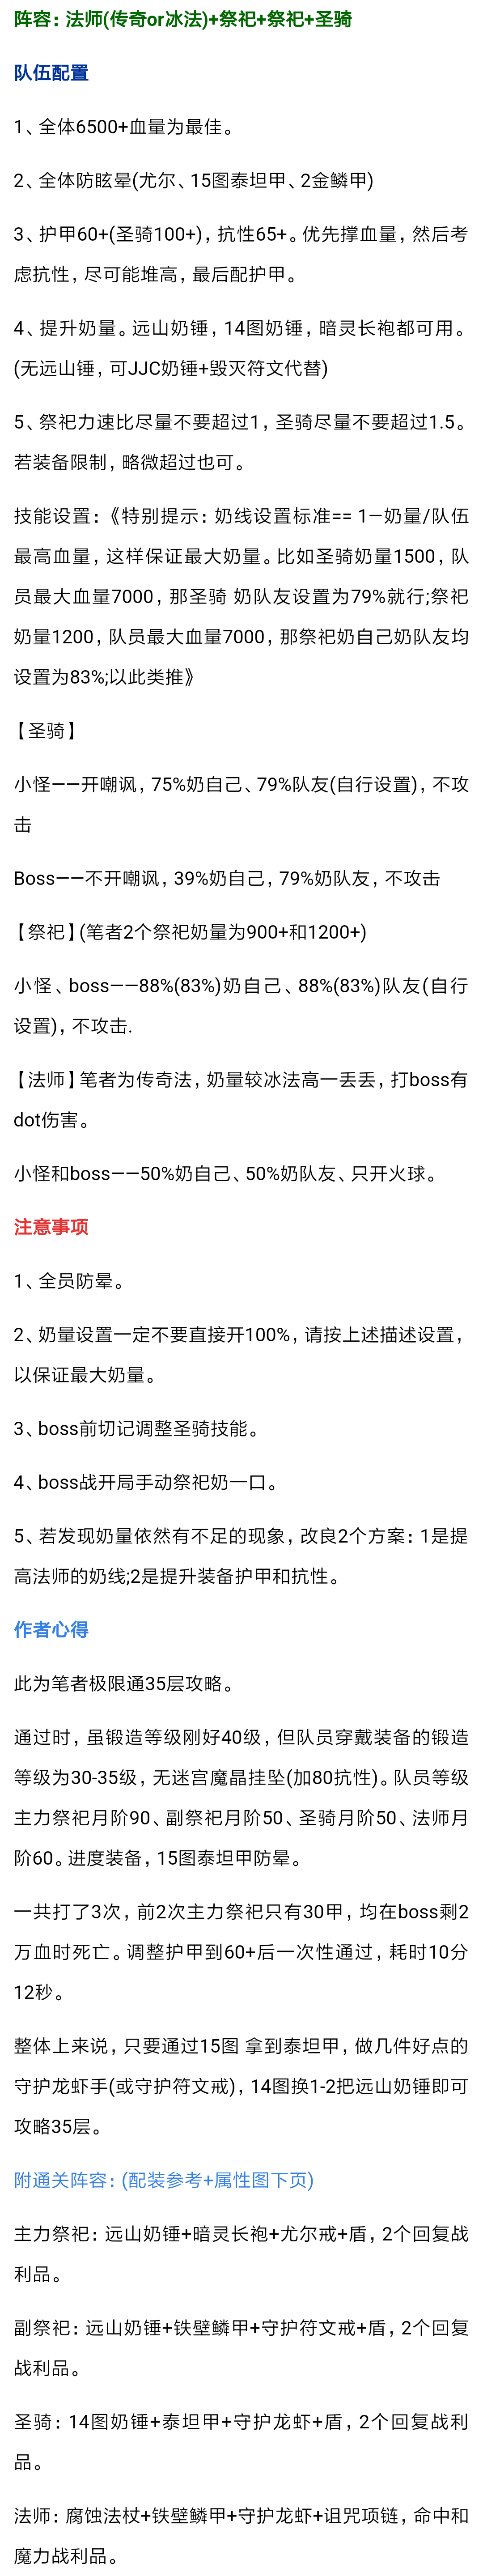 阵容：法师(传奇or冰法)+祭祀+祭祀+圣骑
队伍配置
1、全体6500+血量为最佳。
2、全体防眩晕(尤尔、15图泰坦甲、2金鳞甲)
3、护甲60+(圣骑100+)，抗性65+。优先撑血量，然后考
虑抗性，尽可能堆高，最后配护甲。
4、提升奶量。远山奶锤，14图奶锤，暗灵长袍都可用。
(无远山锤，可JJC奶锤+毁灭符文代替)
5、祭祀力速比尽量不要超过1，圣骑尽量不要超过1.5。
若装备限制，略微超过也可。
技能设置：《特别提示：奶线设置标准== 1—奶量/队伍
最高血量，这样保证最大奶量。比如圣骑奶量1500，队
员最大血量7000，那圣骑 奶队友设置为79%就行;祭祀
奶量1200，队员最大血量7000，那祭祀奶自己奶队友均
设置为83%;以此类推》
【圣骑】
小怪——开嘲讽，75%奶自己、79%队友(自行设置)，不攻
击
Boss——不开嘲讽，39%奶自己，79%奶队友，不攻击
【祭祀】(笔者2个祭祀奶量为900+和1200+)
小怪、boss——88%(83%)奶自己、88%(83%)队友(自行
设置)，不攻击.
【法师】笔者为传奇法，奶量较冰法高一丢丢，打boss有
dot伤害。
小怪和boss——50%奶自己、50%奶队友、只开火球。
注意事项
1、全员防晕。
2、奶量设置一定不要直接开100%，请按上述描述设置，
以保证最大奶量。
3、boss前切记调整圣骑技能。
4、boss战开局手动祭祀奶一口。
5、若发现奶量依然有不足的现象，改良2个方案：1是提
高法师的奶线;2是提升装备护甲和抗性。
作者心得
此为笔者极限通35层攻略。
通过时，虽锻造等级刚好40级，但队员穿戴装备的锻造
等级为30-35级，无迷宫魔晶挂坠(加80抗性)。队员等级
主力祭祀月阶90、副祭祀月阶50、圣骑月阶50、法师月
阶60。进度装备，15图泰坦甲防晕。
一共打了3次，前2次主力祭祀只有30甲，均在boss剩2
万血时死亡。调整护甲到60+后一次性通过，耗时10分
12秒。
整体上来说，只要通过15图 拿到泰坦甲，做几件好点的
守护龙虾手(或守护符文戒)，14图换1-2把远山奶锤即可
攻略35层。
附通关阵容：(配装参考+属性图下页)
主力祭祀：远山奶锤+暗灵长袍+尤尔戒+盾，2个回复战
利品。
副祭祀：远山奶锤+铁壁鳞甲+守护符文戒+盾，2个回复
战利品。
圣骑：14图奶锤+泰坦甲+守护龙虾+盾，2个回复战利
品。
法师：腐蚀法杖+铁壁鳞甲+守护龙虾+诅咒项链，命中和
魔力战利品。